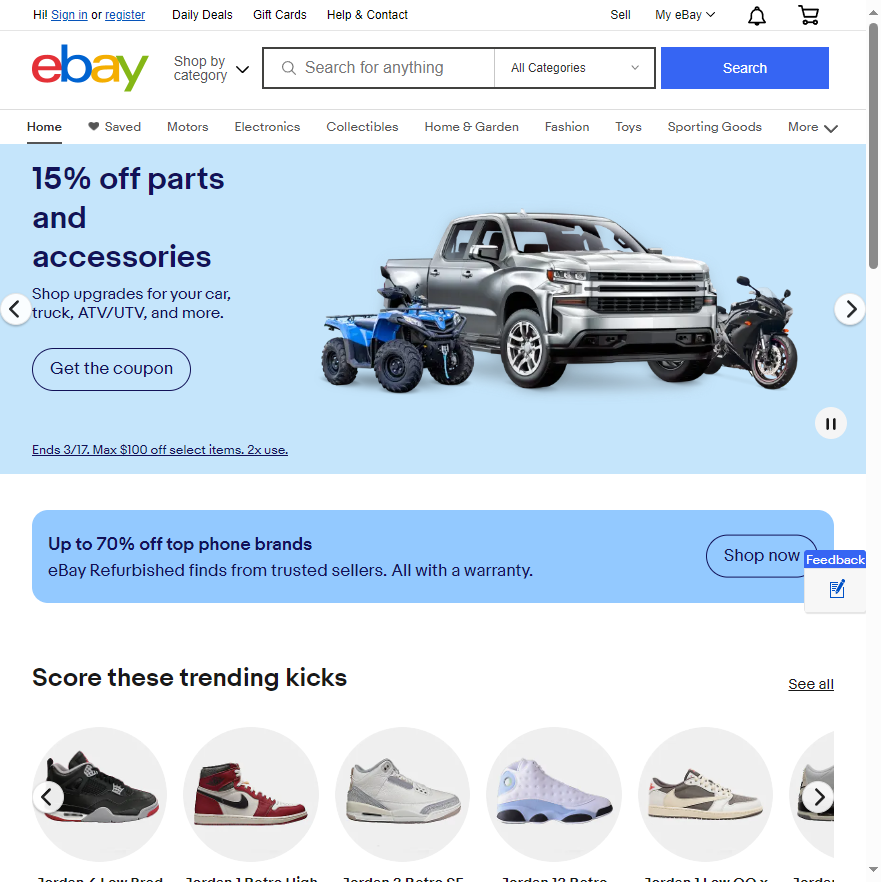 Hi! Sign in or register Daily Deals Gift Cards Help & Contact Sell My eBay
ebay Shop by category Search for anything All Categories Search
Home Saved Motors Electronics Collectibles Home & Garden Fashion Toys Sporting Goods More
15% off parts
and
accessories
Shop upgrades for your car,
truck, ATV/UTV, and more.
Get the coupon
Ends 3/17. Max $100 off select items. 2x use.
Up to 70% off top phone brands
eBay Refurbished finds from trusted sellers. All with a warranty.
Shop now
Feedback
Score these trending kicks
See all